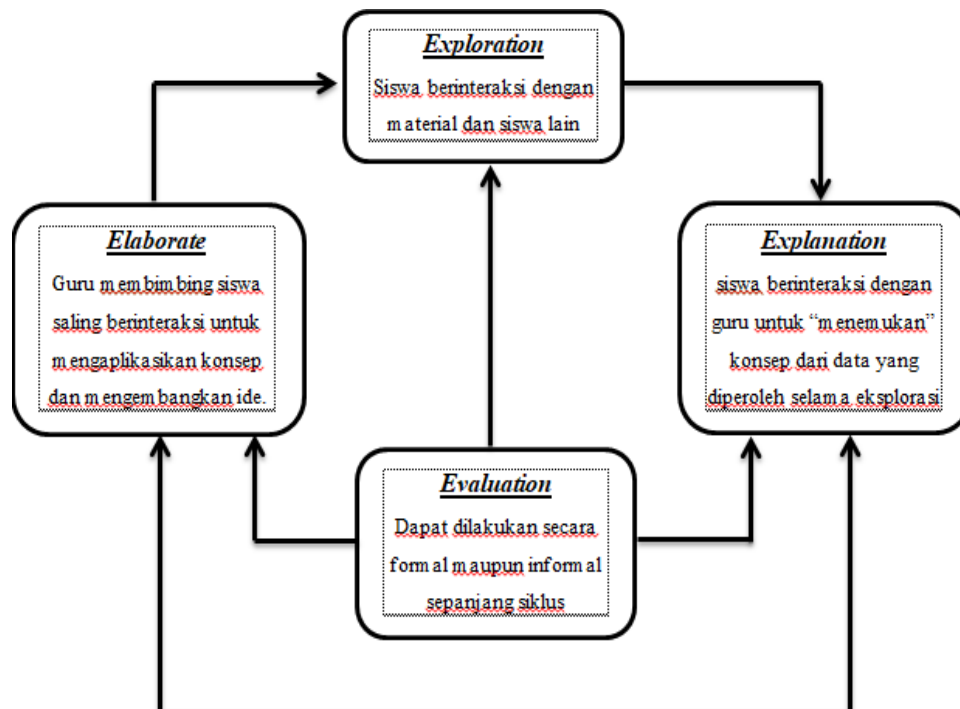 Exploration
Siswa berinteraksi dengan
material dan siswa lain
Elaborate
Guru membimbing siswa
saling berinteraksi untuk
mengaplikasikan konsep
dan mengembangkan ide.
Explanation
siswa berinteraksi dengan
guru untuk “menemukan”
konsep dari data yang
diperoleh selama eksplorasi
Evaluation
Dapat dilakukan secara
formal maupun informal
sepanjang siklus